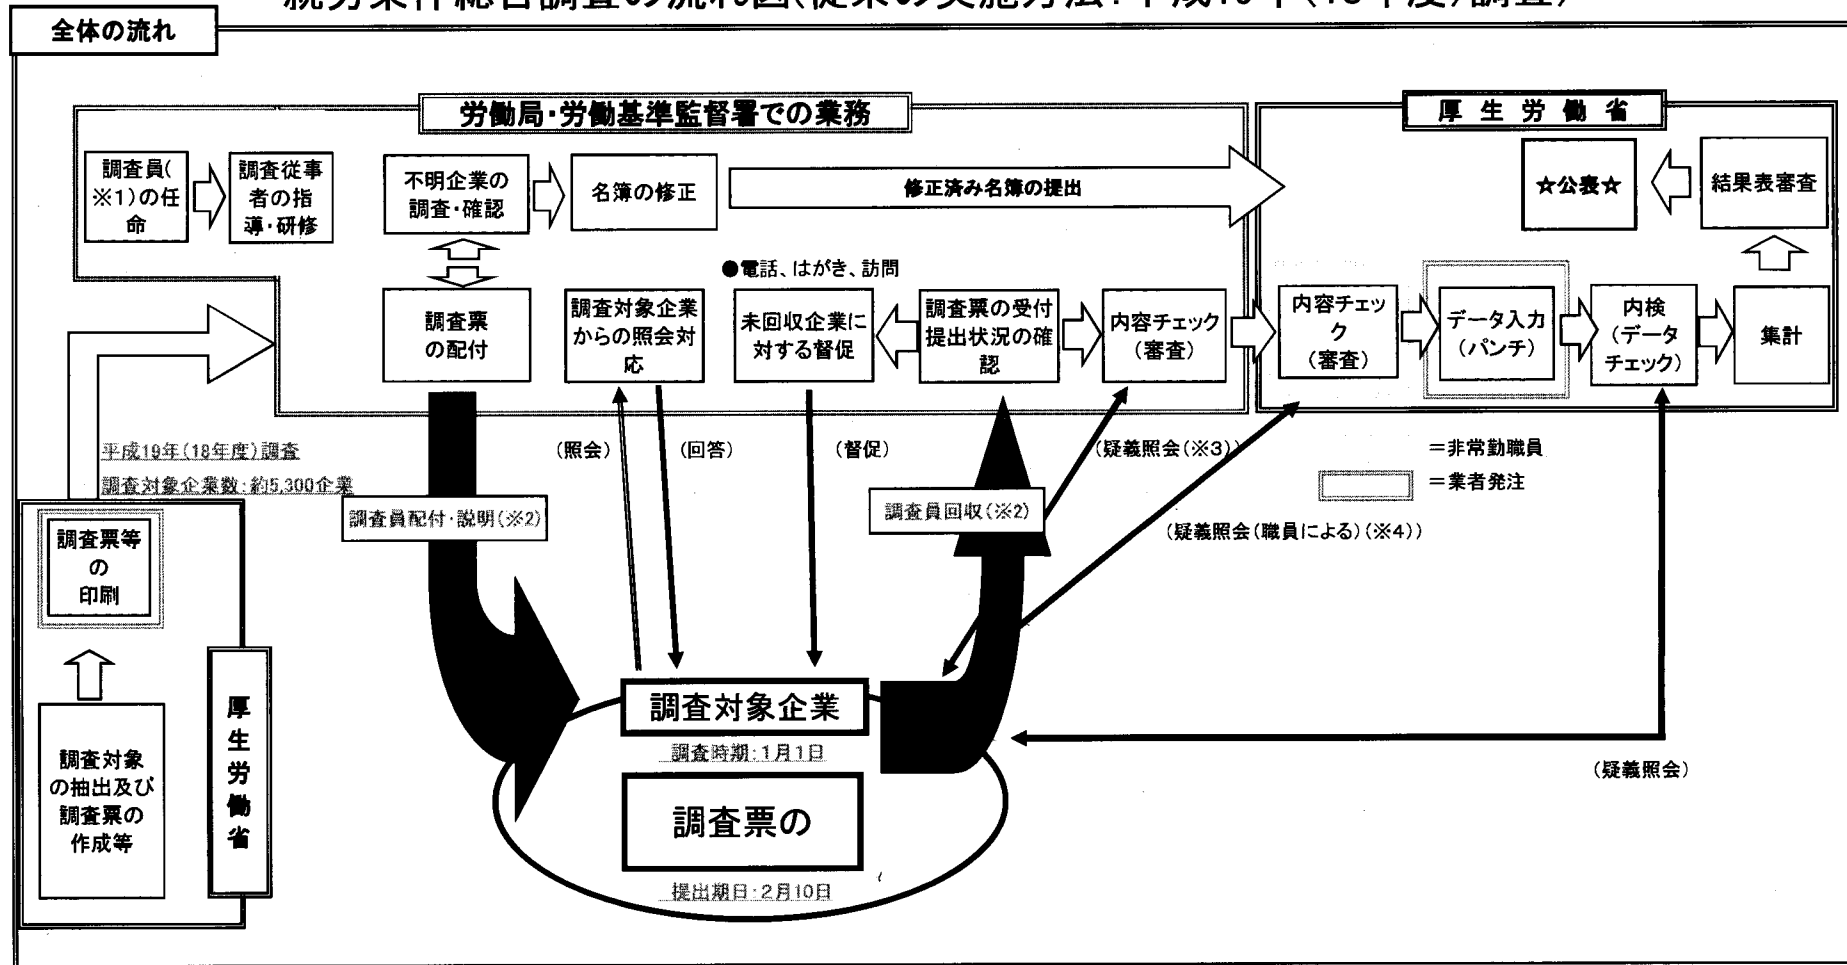 全体の流れ
労働局・労働基準監督署での業務
調査員(
※1)の任
命
調査従事
者の指
導・研修
不明企業の
調査・確認
名簿の修正
修正済み名簿の提出
調査票
の配付
調査対象企業
からの照会対
応
●電話、はがき、訪問
未回収企業に
対する督促
調査票の受付
提出状況の確
認
内容チェック
(審査)
厚生労働省
☆公表☆
結果表審査
内容チェッ
ク
(審査)
データ入力
(パンチ)
内検
(データ
チェック)
集計
平成19年(18年度)調査
調査対象企業数:約5,300企業
(照会)
(回答)
(督促)
(疑義照会(※3))
=非常勤職員
=業者発注
調査員配付・説明(※2)
調査員回収(※2)
(疑義照会(職員による)(※4))
調査票等
の
印刷
厚生労働省
調査対象
の抽出及び
調査票の
作成等
調査対象企業
調査時期:1月1日
調査票の
提出期日:2月10日
(疑義照会)